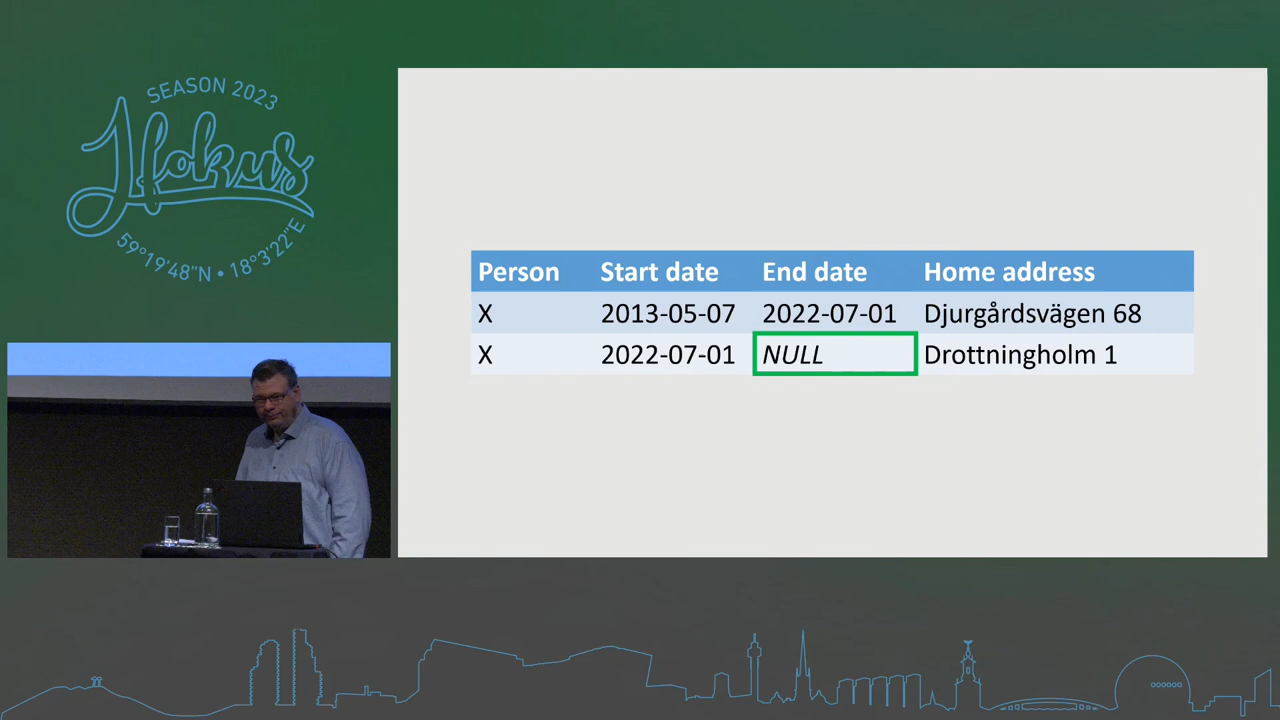 SEASON 2023
Jfokus
59°19'48"N • 18°3'22"E
Person Start date End date Home address
X 2013-05-07 2022-07-01 Djurgårdsvägen 68
X 2022-07-01 NULL Drottningholm 1